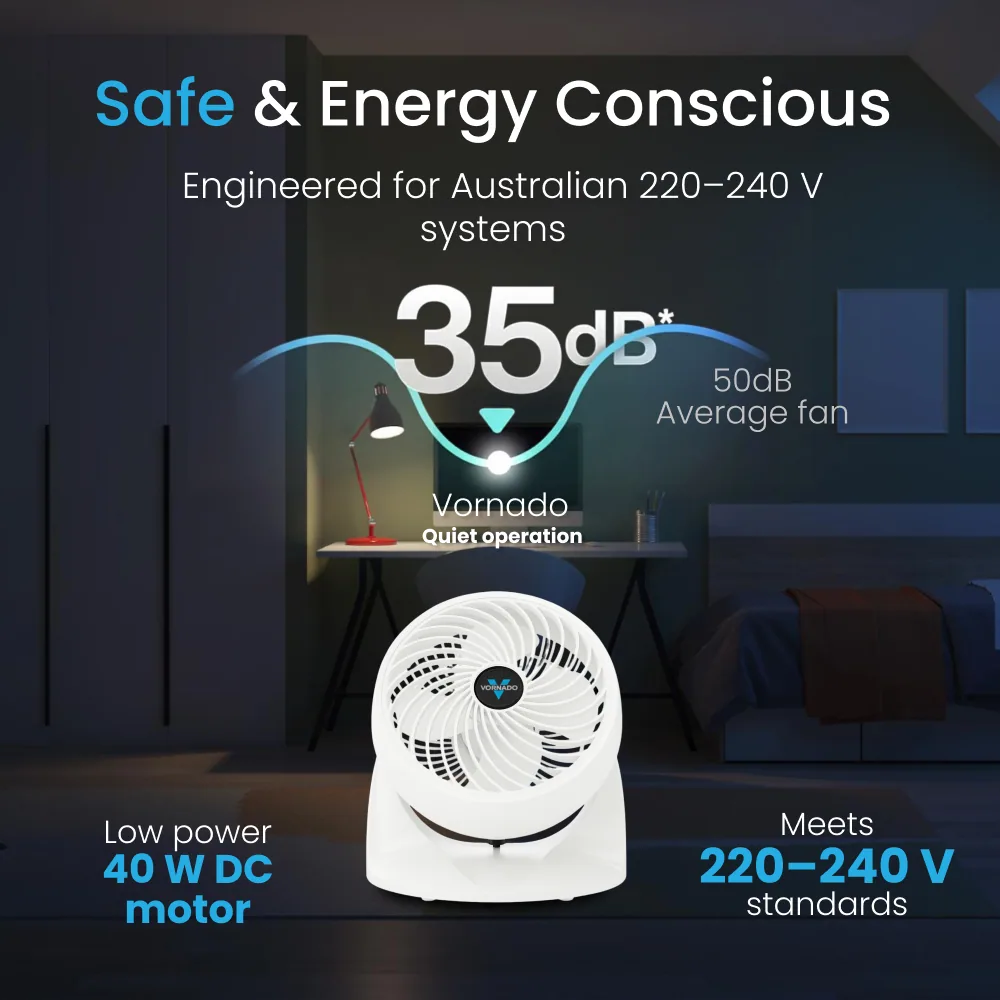 Safe & Energy Conscious
Engineered for Australian 220–240 V
systems
35dB*
50dB
Average fan
Vornado
Quiet operation
VORNADO
Low power
40 W DC
motor
Meets
220–240 V
standards